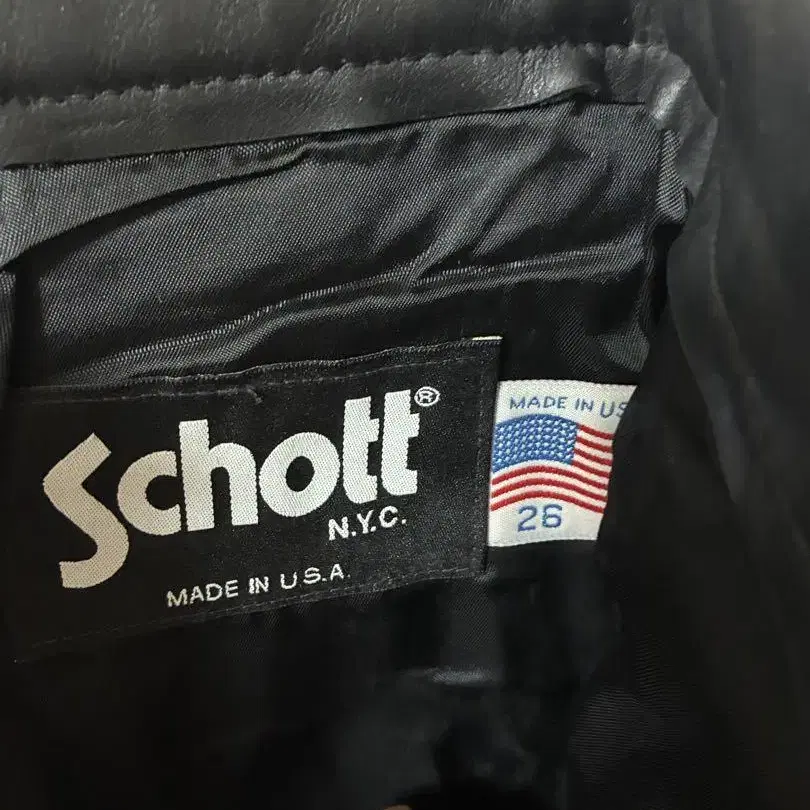 Schott®
N.Y.C.
MADE IN U.S.A.
MADE IN US
26